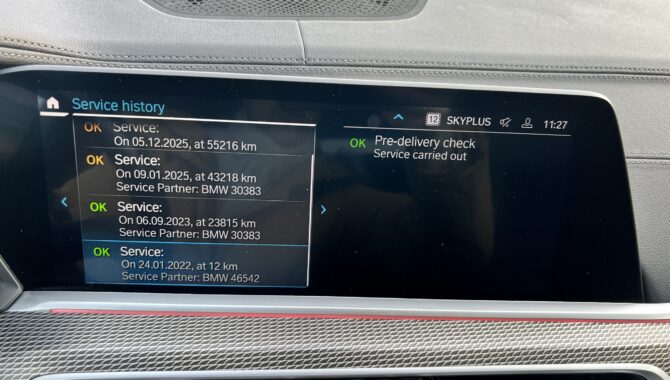 Service history
12 SKYPLUS 11:27
OK Service:
On 05.12.2025, at 55216 km
OK Service:
On 09.01.2025, at 43218 km
Service Partner: BMW 30383
OK Service:
On 06.09.2023, at 23815 km
Service Partner: BMW 30383
OK Service:
On 24.01.2022, at 12 km
Service Partner: BMW 46542
OK Pre-delivery check
Service carried out